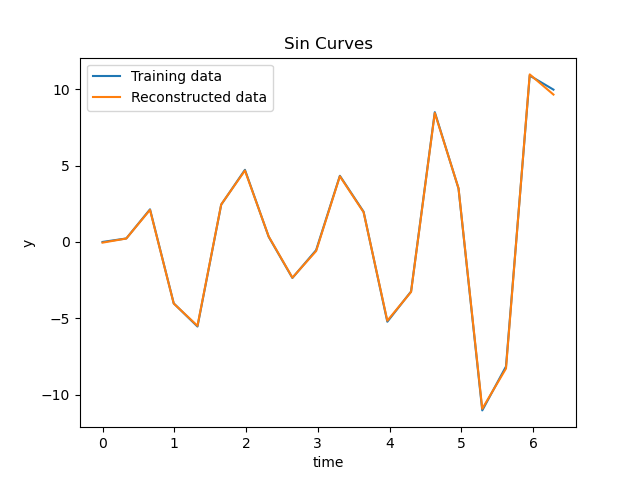 Sin Curves
Training data
Reconstructed data
10
5
0
−5
−10
y
0 1 2 3 4 5 6
time